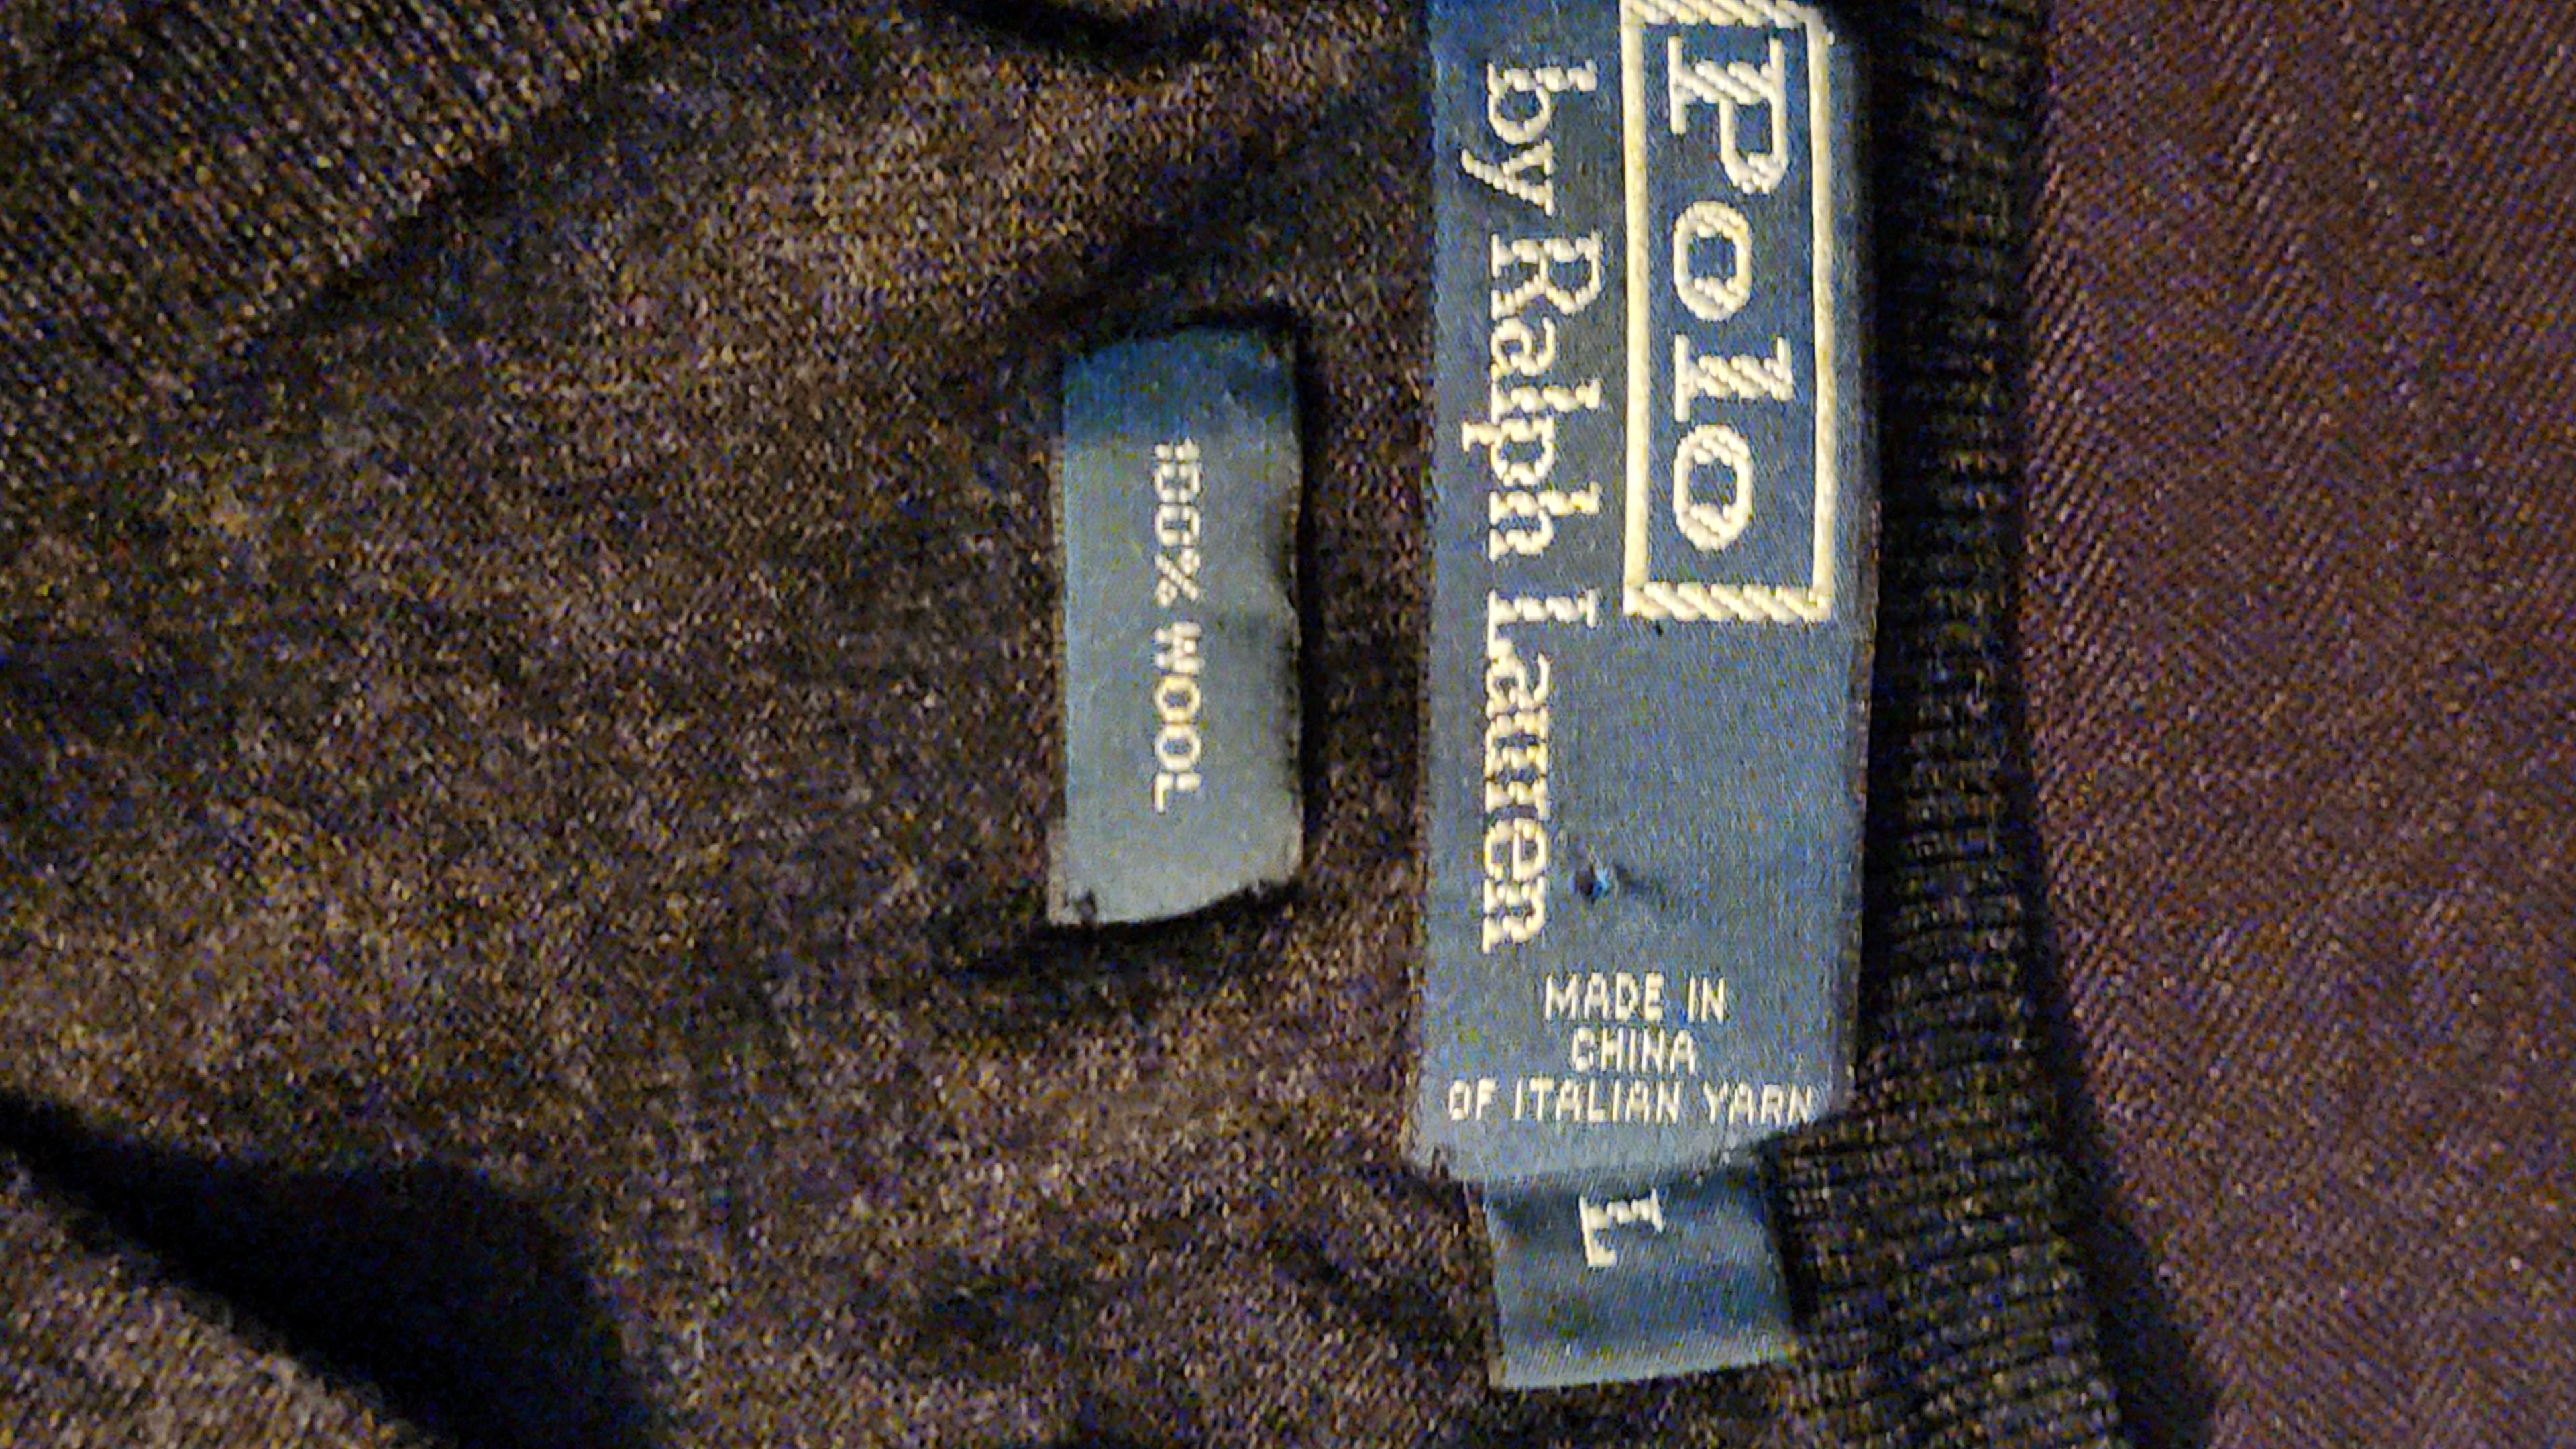 Polo
by Ralph Lauren
MADE IN
CHINA
OF ITALIAN YARN
L
100% WOOL